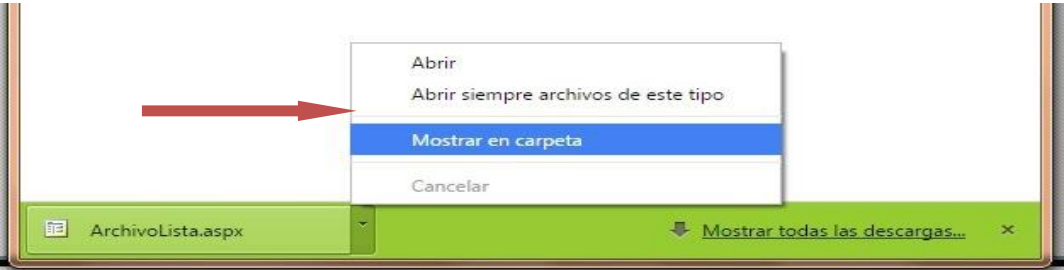 Abrir
Abrir siempre archivos de este tipo
Mostrar en carpeta
Cancelar
ArchivoLista.aspx
Mostrar todas las descargas...